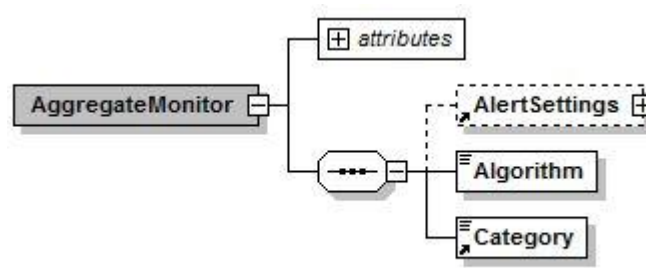 attributes
AggregateMonitor
AlertSettings
Algorithm
Category